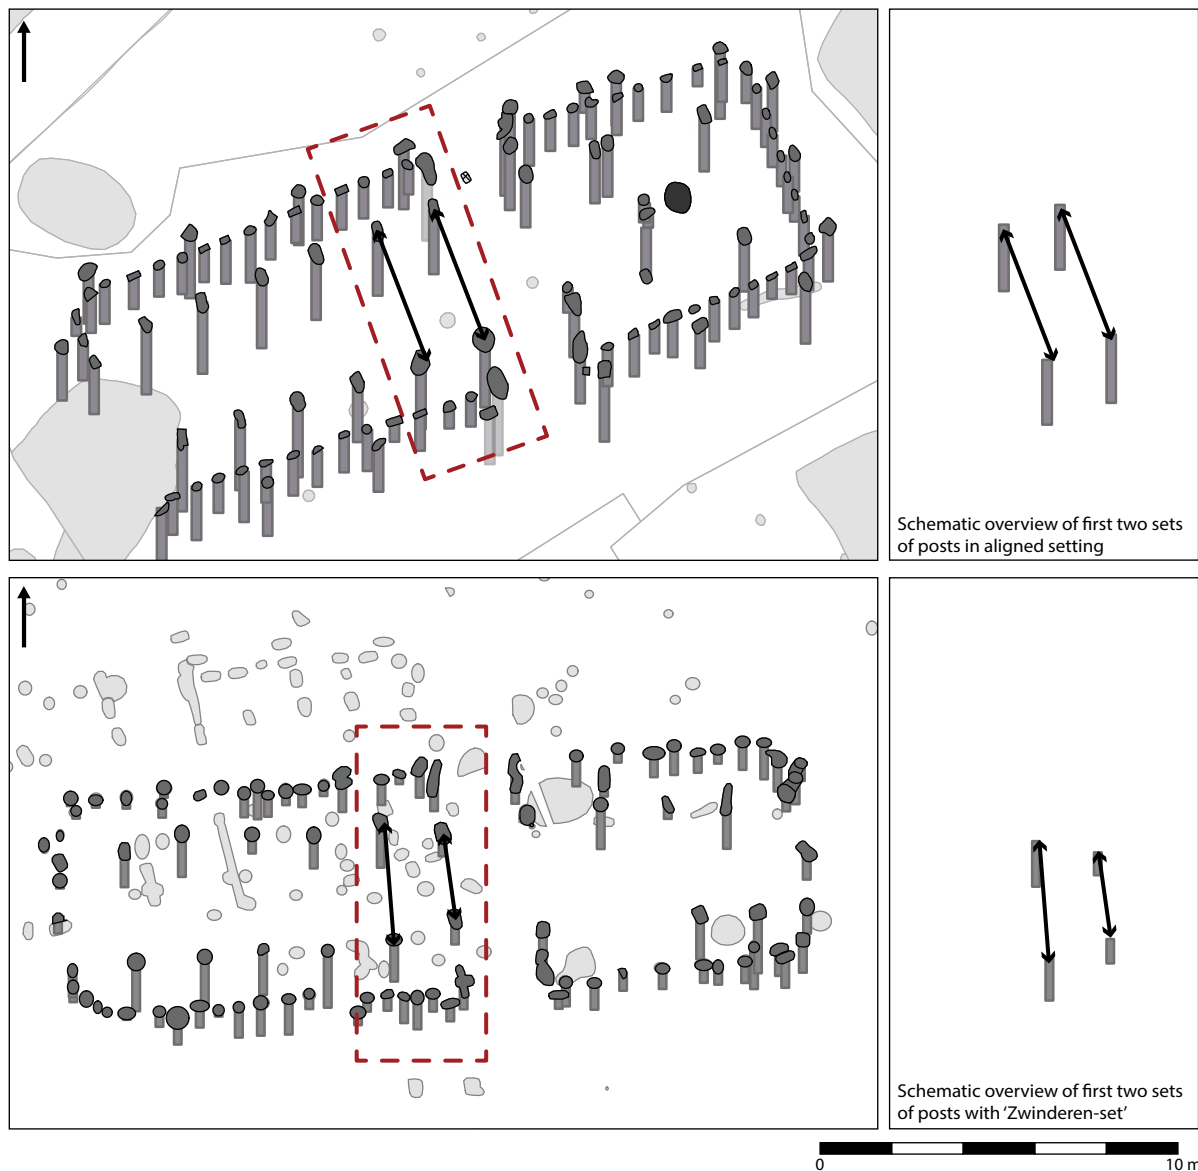 Schematic overview of first two sets
of posts in aligned setting
Schematic overview of first two sets
of posts with ‘Zwinderen-set’
0 10 m